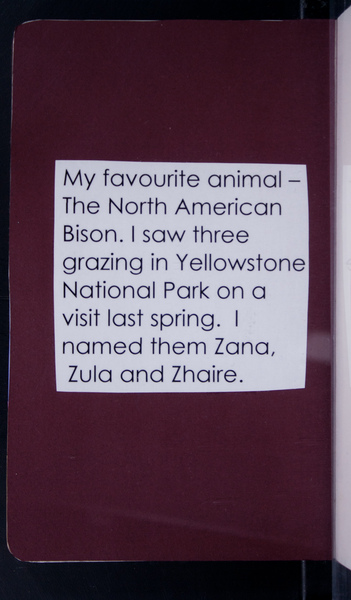 My favourite animal –
The North American
Bison. I saw three
grazing in Yellowstone
National Park on a
visit last spring.  I
named them Zana,
Zula and Zhaire.